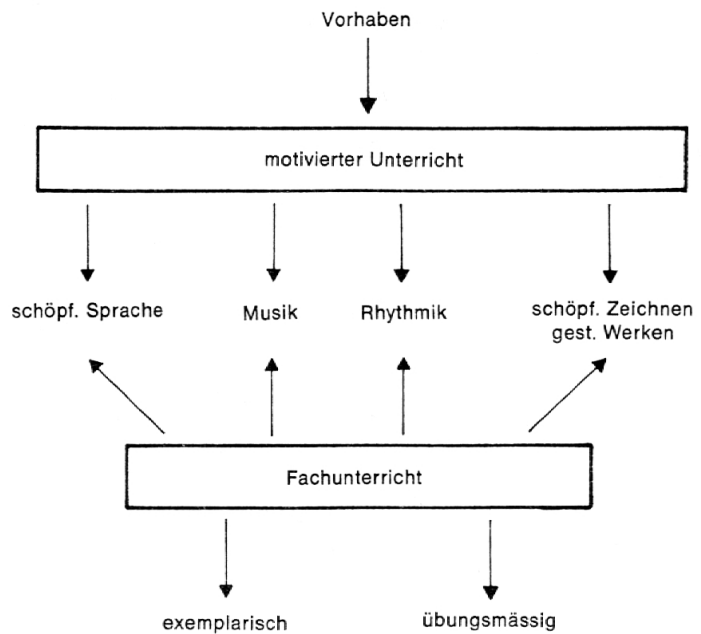 Vorhaben
motivierter Unterricht
schöpf. Sprache
Musik
Rhythmik
schöpf. Zeichnen
gest. Werken
Fachunterricht
exemplarisch
übungsmässig